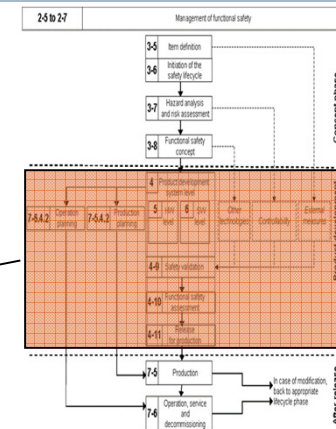 2-5 to 2-7
Management of functional safety
3-5
Item definition
3-6
Initiation of the
safety lifecycle
3-7
Hazard analysis
and risk assessment
3-8
Functional safety
concept
4
Product development
system level
7-5.4.2
Operation
planning
7-5.4.2
Production
planning
5
HW
level
6
SW
level
Other
technologies
Controllability
External
measures
4-9
Safety validation
4-10
Functional safety
assessment
4-11
Release
for production
7-5
Production
7-6
Operation, service
and
decommissioning
In case of modification,
back to appropriate
lifecycle phase